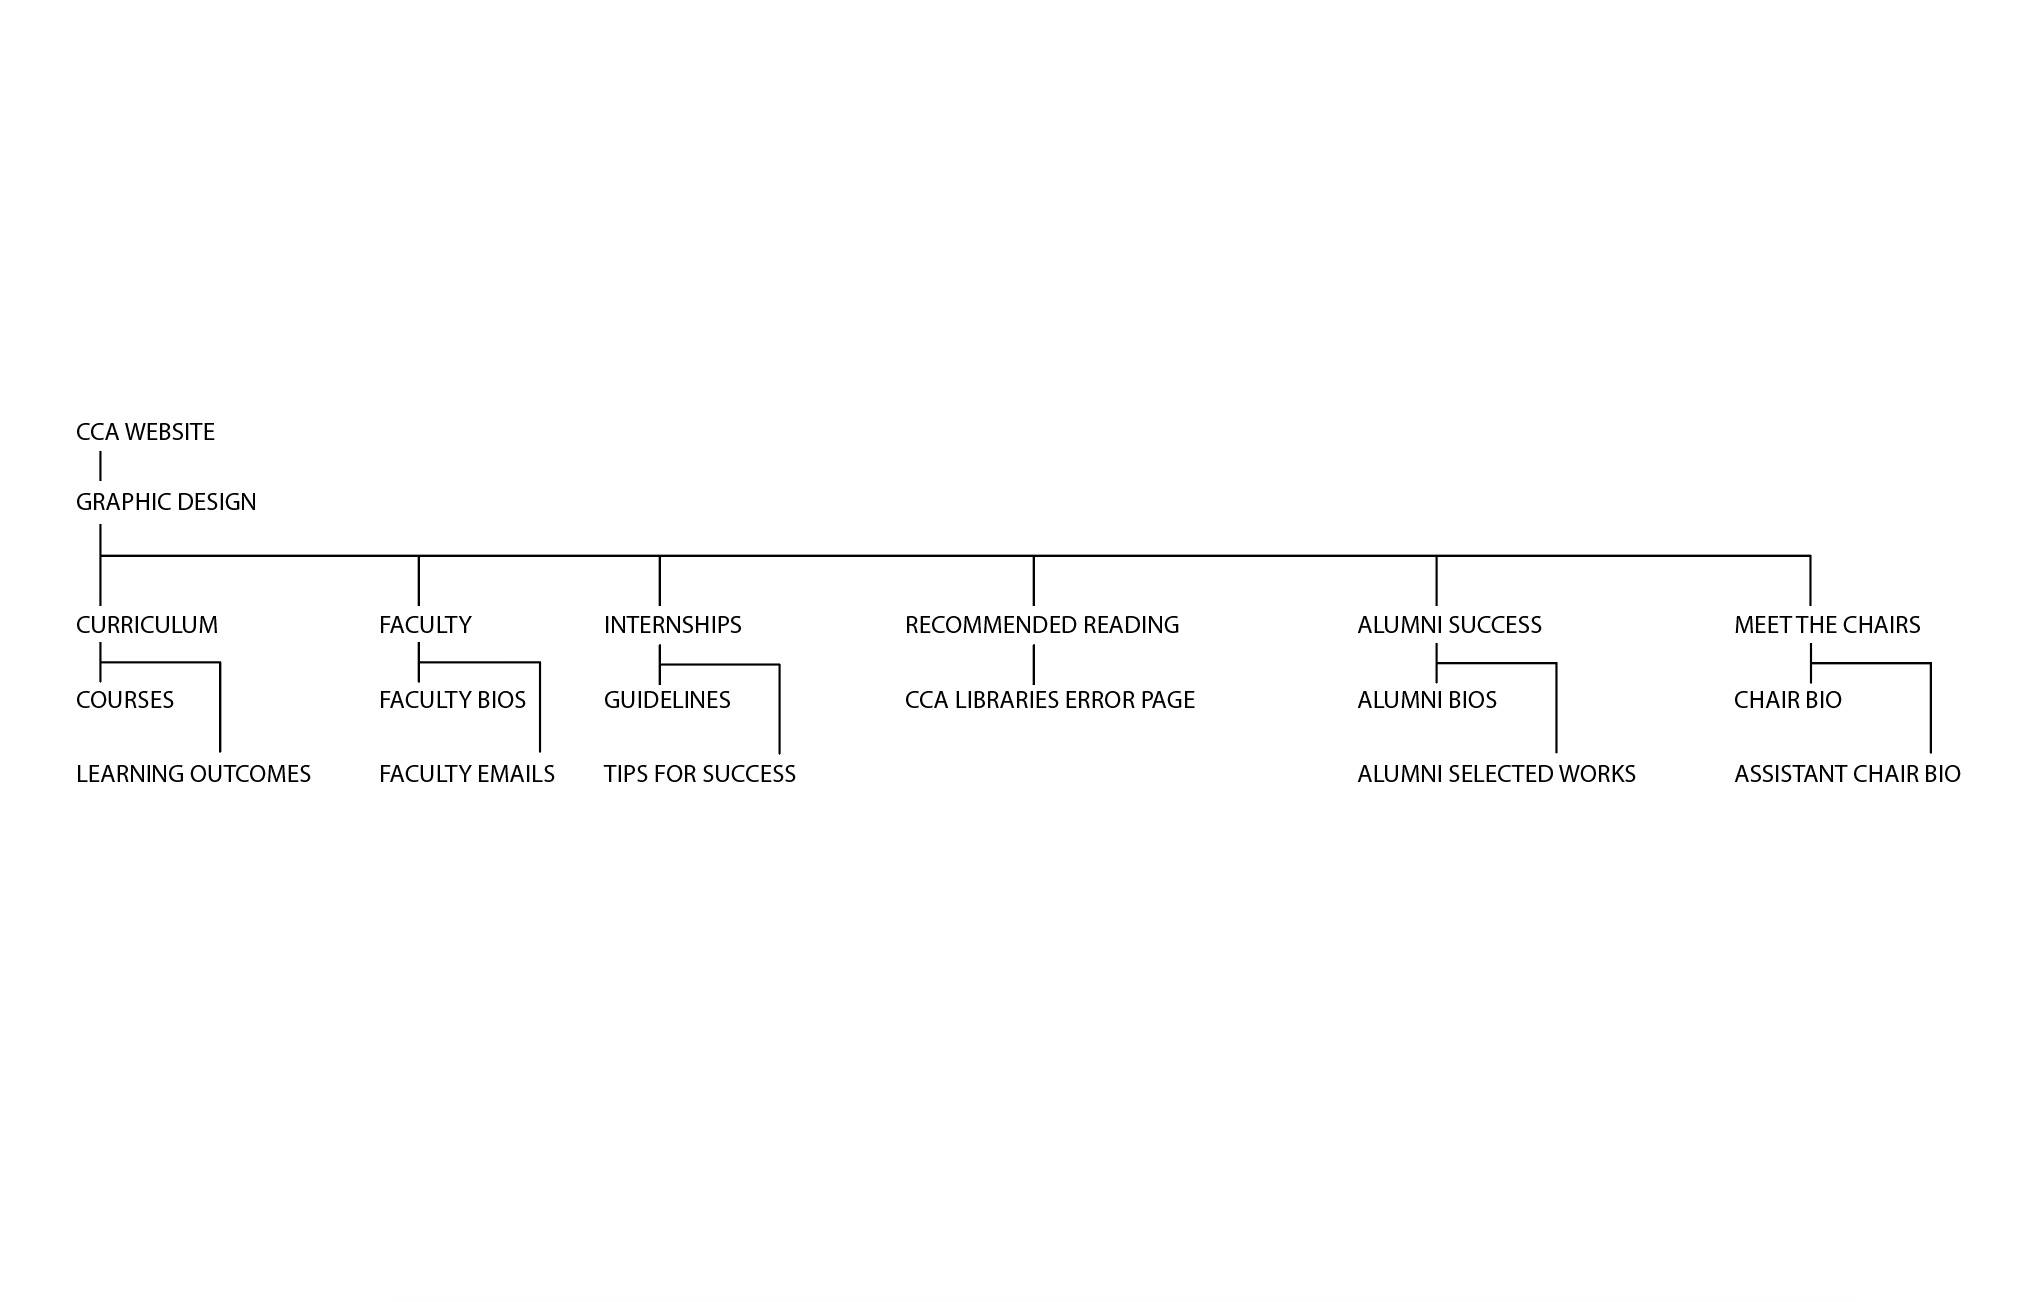 CCA WEBSITE
GRAPHIC DESIGN
CURRICULUM
FACULTY
INTERNSHIPS
RECOMMENDED READING
ALUMNI SUCCESS
MEET THE CHAIRS
COURSES
FACULTY BIOS
GUIDELINES
CCA LIBRARIES ERROR PAGE
ALUMNI BIOS
CHAIR BIO
LEARNING OUTCOMES
FACULTY EMAILS
TIPS FOR SUCCESS
ALUMNI SELECTED WORKS
ASSISTANT CHAIR BIO